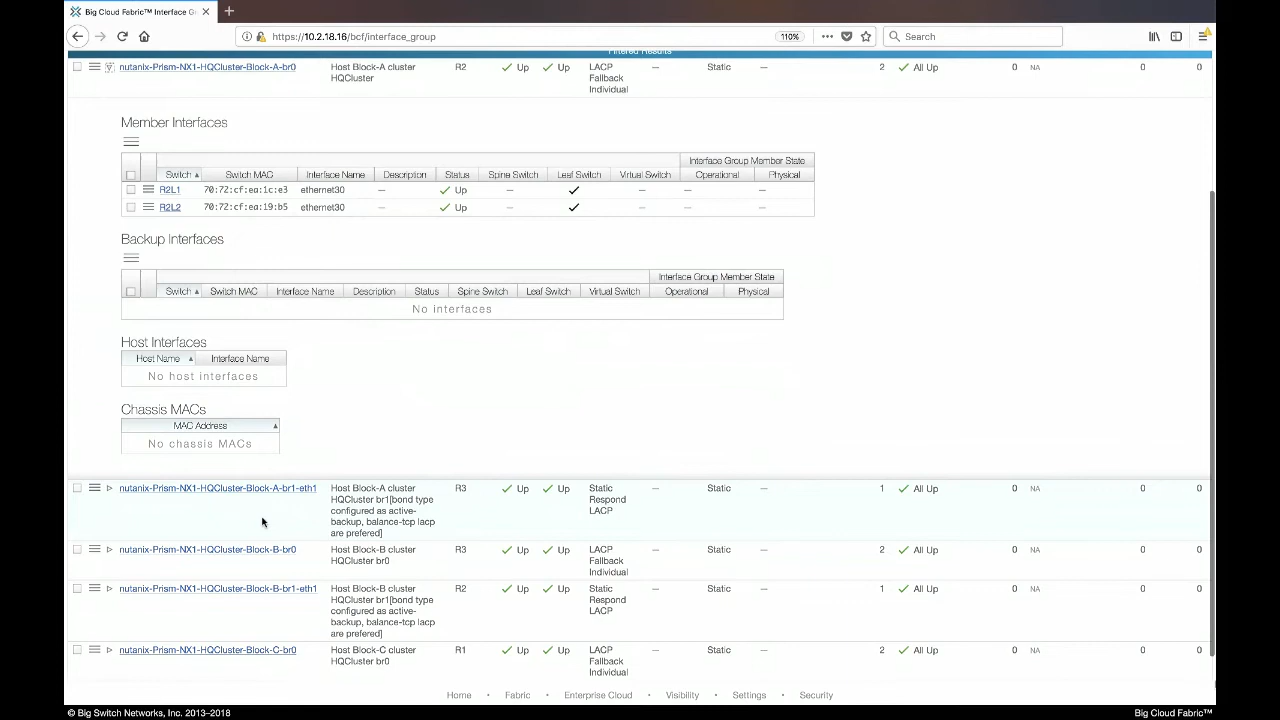 Big Cloud Fabric™ Interface G
https://10.2.18.16/bcf/interface_group
110%
Search
Filtered Results
nutanix-Prism-NX1-HQCluster-Block-A-br0 Host Block-A cluster R2 Up Up LACP — Static — 2 All Up 0 NA 0 0
HQCluster Fallback
Individual
Member Interfaces
Interface Group Member State
Switch Switch MAC Interface Name Description Status Spine Switch Leaf Switch Virtual Switch Operational Physical
R2L1 70:72:cf:ea:1c:e3 ethernet30 — Up — — — —
R2L2 70:72:cf:ea:19:b5 ethernet30 — Up — — — —
Backup Interfaces
Interface Group Member State
Switch Switch MAC Interface Name Description Status Spine Switch Leaf Switch Virtual Switch Operational Physical
No interfaces
Host Interfaces
Host Name Interface Name
No host interfaces
Chassis MACs
MAC Address
No chassis MACs
nutanix-Prism-NX1-HQCluster-Block-A-br1-eth1 Host Block-A cluster R3 Up Up Static — Static — 1 All Up 0 NA 0 0
HQCluster br1[bond type Respond
configured as active- LACP
backup, balance-tcp lacp
are prefered]
nutanix-Prism-NX1-HQCluster-Block-B-br0 Host Block-B cluster R3 Up Up LACP — Static — 2 All Up 0 NA 0 0
HQCluster br0 Fallback
Individual
nutanix-Prism-NX1-HQCluster-Block-B-br1-eth1 Host Block-B cluster R2 Up Up Static — Static — 1 All Up 0 NA 0 0
HQCluster br1[bond type Respond
configured as active- LACP
backup, balance-tcp lacp
are prefered]
nutanix-Prism-NX1-HQCluster-Block-C-br0 Host Block-C cluster R1 Up Up LACP — Static — 2 All Up 0 NA 0 0
HQCluster br0 Fallback
Individual
Home • Fabric • Enterprise Cloud • Visibility • Settings • Security
© Big Switch Networks, Inc. 2013–2018 Big Cloud Fabric™